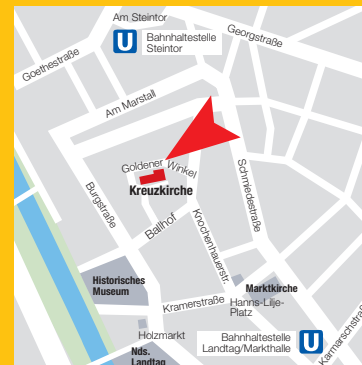 Am Steintor
Georgstraße
U
Bahnhaltestelle
Steintor
Goethestraße
Am Marstall
Goldener Winkel
Kreuzkirche
Schmiedestraße
Burgstraße
Ballhof
Knochenhauerstr.
Historisches
Museum
Marktkirche
Kramerstraße
Hanns-Lilje-
Platz
Holzmarkt
Bahnhaltestelle
Landtag/Markthalle
U
Karmarschstraße
Nds.
Landtag